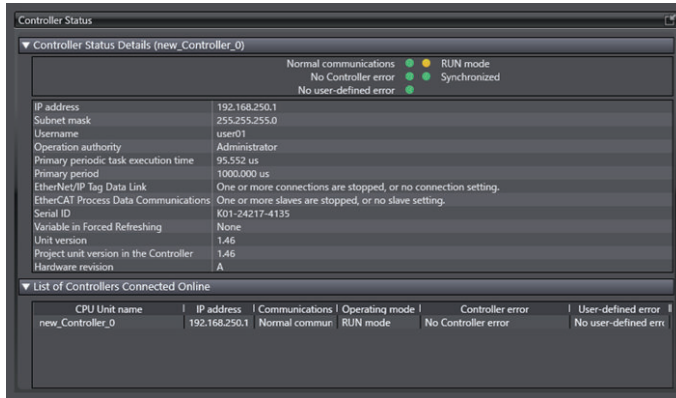 Controller Status
▼ Controller Status Details (new_Controller_0)
Normal communications RUN mode
No Controller error Synchronized
No user-defined error
IP address 192.168.250.1
Subnet mask 255.255.255.0
Username user01
Operation authority Administrator
Primary periodic task execution time 95.552 us
Primary period 1000.000 us
EtherNet/IP Tag Data Link One or more connections are stopped, or no connection setting.
EtherCAT Process Data Communications One or more slaves are stopped, or no slave setting.
Serial ID K01-24217-4135
Variable in Forced Refreshing None
Unit version 1.46
Project unit version in the Controller 1.46
Hardware revision A
▼ List of Controllers Connected Online
CPU Unit name IP address Communications Operating mode Controller error User-defined error
new_Controller_0 192.168.250.1 Normal commun RUN mode No Controller error No user-defined erro